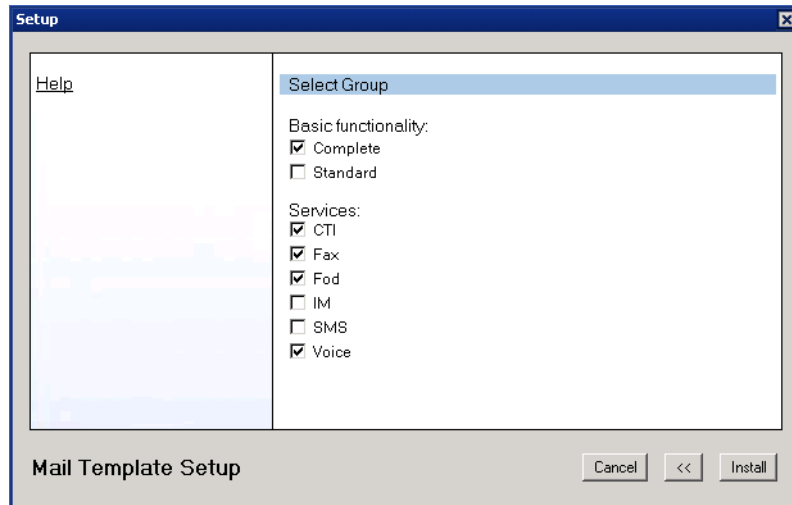 Setup
Help
Select Group
Basic functionality:
Complete
Standard
Services:
CTI
Fax
Fod
IM
SMS
Voice
Mail Template Setup
Cancel
<<
Install